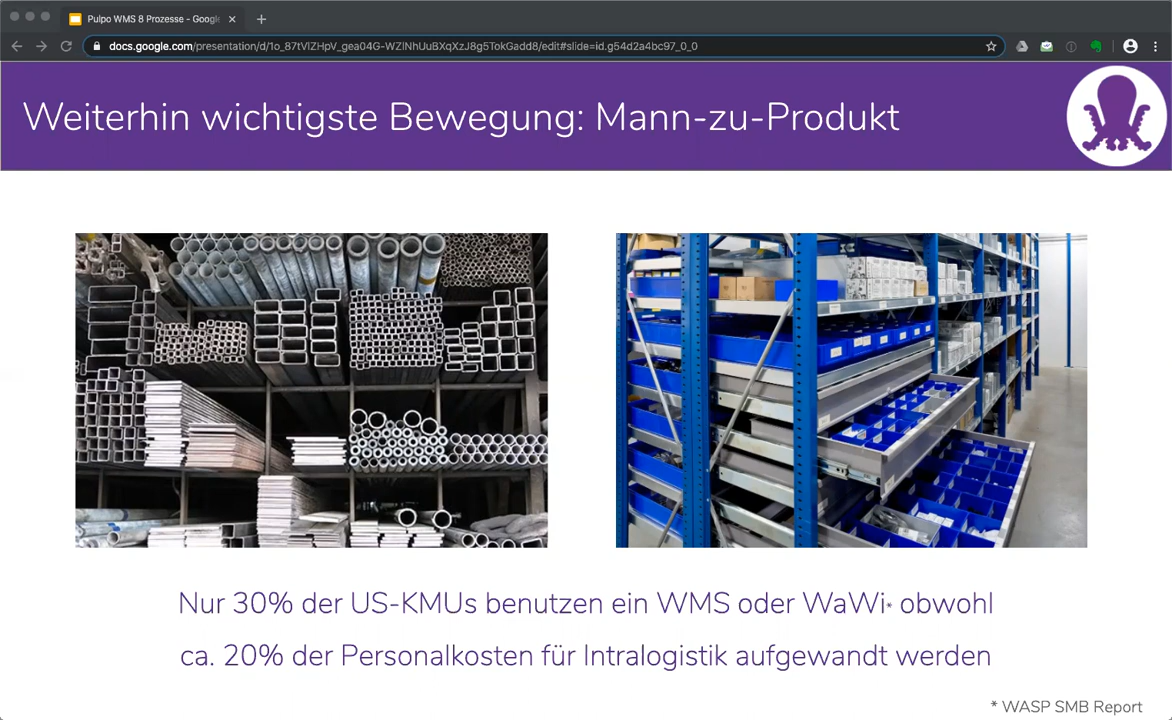 Pulpo WMS 8 Prozesse - Google
docs.google.com/presentation/d/1o_87tVlZHpV_gea04G-WZlNhUuBXqXzJ8g5TokGadd8/edit#slide=id.g54d2a4bc97_0_0
Weiterhin wichtigste Bewegung: Mann-zu-Produkt
Nur 30% der US-KMUs benutzen ein WMS oder WaWi* obwohl
ca. 20% der Personalkosten für Intralogistik aufgewandt werden
* WASP SMB Report